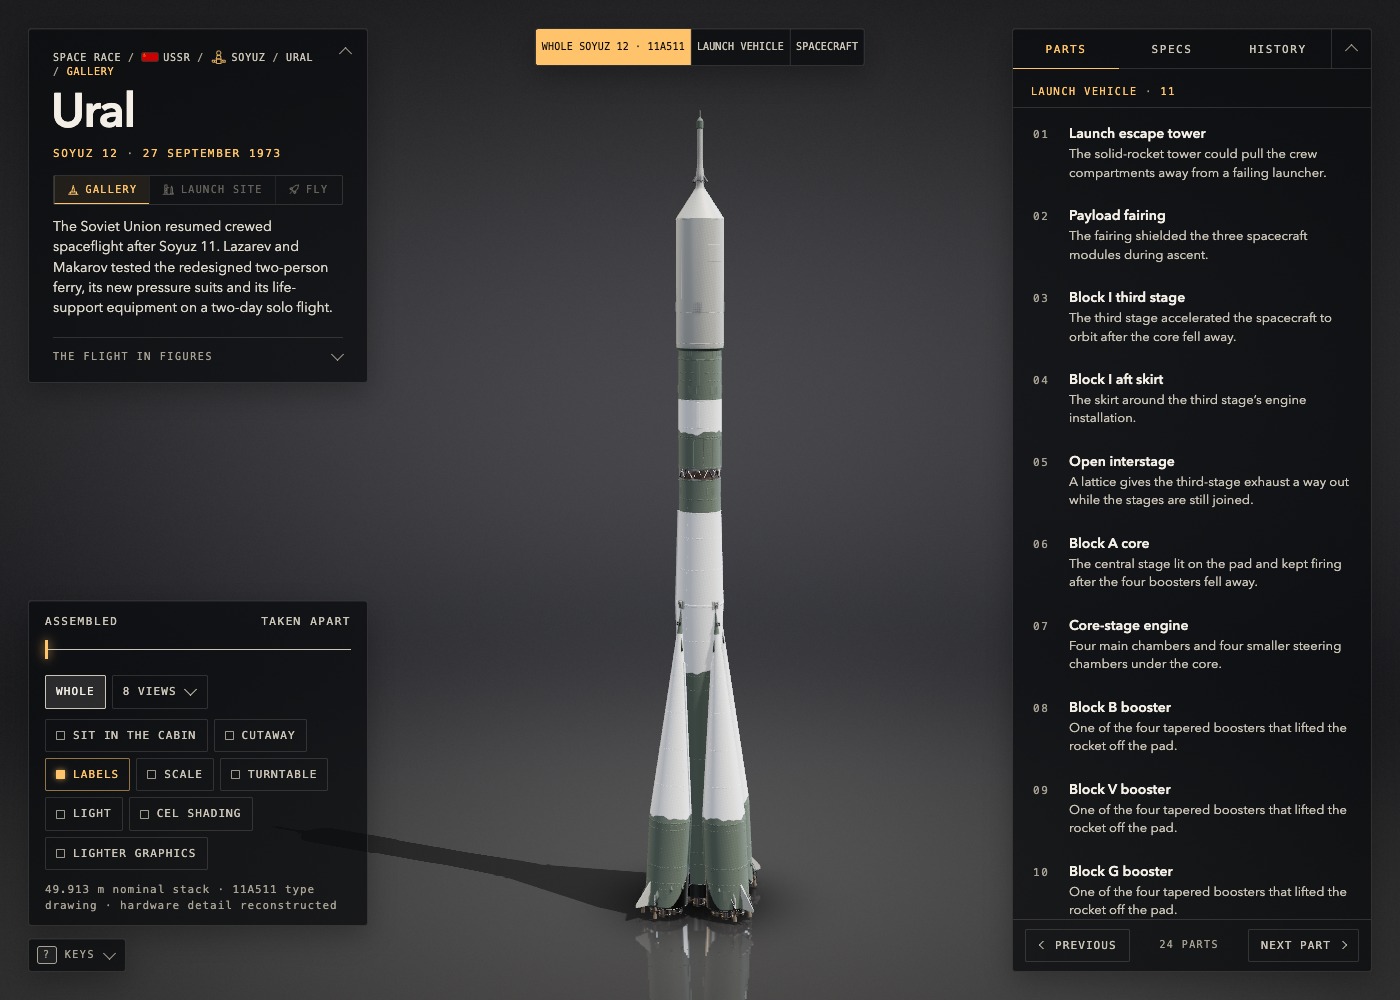 SPACE RACE / USSR / SOYUZ / URAL
/ GALLERY
Ural
SOYUZ 12 · 27 SEPTEMBER 1973
GALLERY
LAUNCH SITE
FLY
The Soviet Union resumed crewed
spaceflight after Soyuz 11. Lazarev and
Makarov tested the redesigned two-person
ferry, its new pressure suits and its life-
support equipment on a two-day solo flight.
THE FLIGHT IN FIGURES
WHOLE SOYUZ 12 · 11A511
LAUNCH VEHICLE
SPACECRAFT
ASSEMBLED
TAKEN APART
WHOLE
8 VIEWS
SIT IN THE CABIN
CUTAWAY
LABELS
SCALE
TURNTABLE
LIGHT
CEL SHADING
LIGHTER GRAPHICS
49.913 m nominal stack · 11A511 type
drawing · hardware detail reconstructed
? KEYS
PARTS
SPECS
HISTORY
LAUNCH VEHICLE · 11
01 Launch escape tower
The solid-rocket tower could pull the crew
compartments away from a failing launcher.
02 Payload fairing
The fairing shielded the three spacecraft
modules during ascent.
03 Block I third stage
The third stage accelerated the spacecraft to
orbit after the core fell away.
04 Block I aft skirt
The skirt around the third stage’s engine
installation.
05 Open interstage
A lattice gives the third-stage exhaust a way out
while the stages are still joined.
06 Block A core
The central stage lit on the pad and kept firing
after the four boosters fell away.
07 Core-stage engine
Four main chambers and four smaller steering
chambers under the core.
08 Block B booster
One of the four tapered boosters that lifted the
rocket off the pad.
09 Block V booster
One of the four tapered boosters that lifted the
rocket off the pad.
10 Block G booster
One of the four tapered boosters that lifted the
rocket off the pad.
PREVIOUS
24 PARTS
NEXT PART